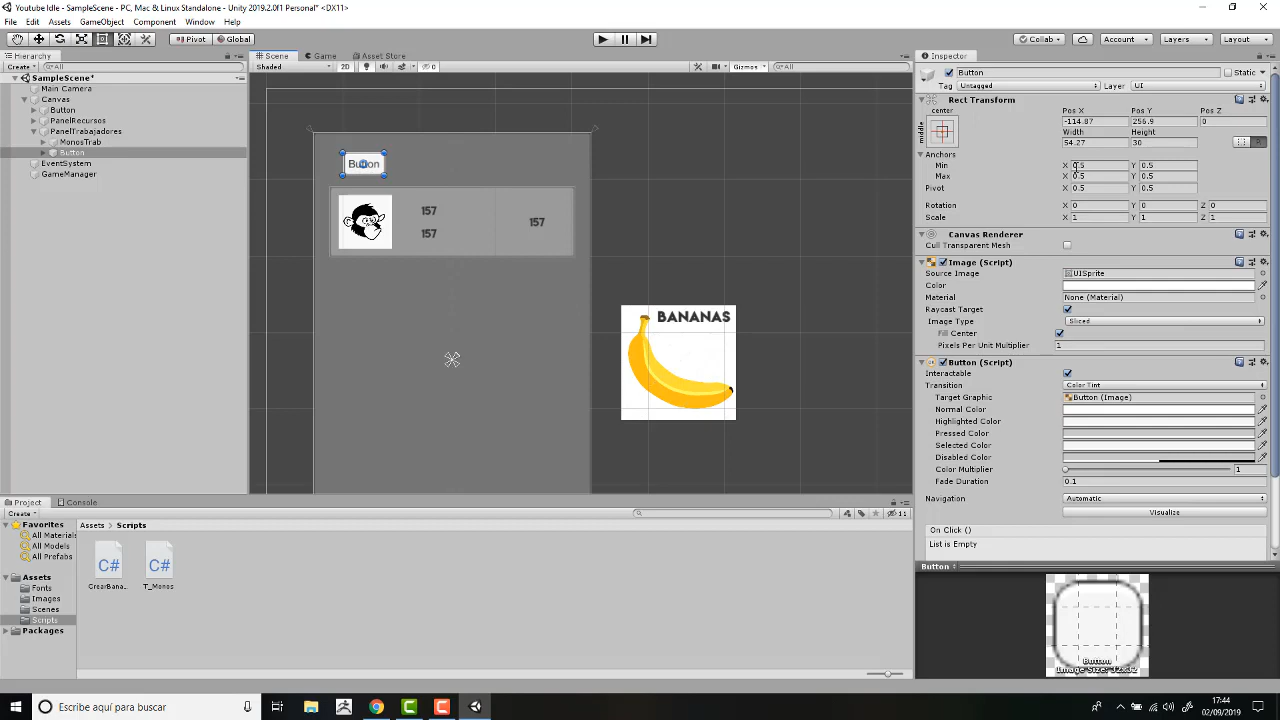 Youtube Idle - SampleScene - PC, Mac & Linux Standalone - Unity 2019.2.0f1 Personal* <DX11>
File Edit Assets GameObject Component Window Help
Pivot Global Collab Account Layers Layout
Hierarchy
Create All
SampleScene*
Main Camera
Canvas
Button
PanelRecursos
PanelTrabajadores
MonosTrab
Button
EventSystem
GameManager
Scene Game Asset Store
Shaded 2D 0 Gizmos All
Button
157
157
157
BANANAS
Inspector
Button Static
Tag Untagged Layer UI
Rect Transform
center Pos X Pos Y Pos Z
middle -114.87 256.9 0
Width Height
54.27 30 R
Anchors
Min X 0.5 Y 0.5
Max X 0.5 Y 0.5
Pivot X 0.5 Y 0.5
Rotation X 0 Y 0 Z 0
Scale X 1 Y 1 Z 1
Canvas Renderer
Cull Transparent Mesh
Image (Script)
Source Image UISprite
Color
Material None (Material)
Raycast Target
Image Type Sliced
Fill Center
Pixels Per Unit Multiplier 1
Button (Script)
Interactable
Transition Color Tint
Target Graphic Button (Image)
Normal Color
Highlighted Color
Pressed Color
Selected Color
Disabled Color
Color Multiplier 1
Fade Duration 0.1
Navigation Automatic
Visualize
On Click ()
List is Empty
Button
Button
Image Size: 32x32
Project Console
Create 11
Favorites
All Materials
All Models
All Prefabs
Assets
Fonts
Images
Scenes
Scripts
Packages
Assets Scripts
C# C#
CrearBana... T_Monos
Escribe aquí para buscar
17:44
02/09/2019